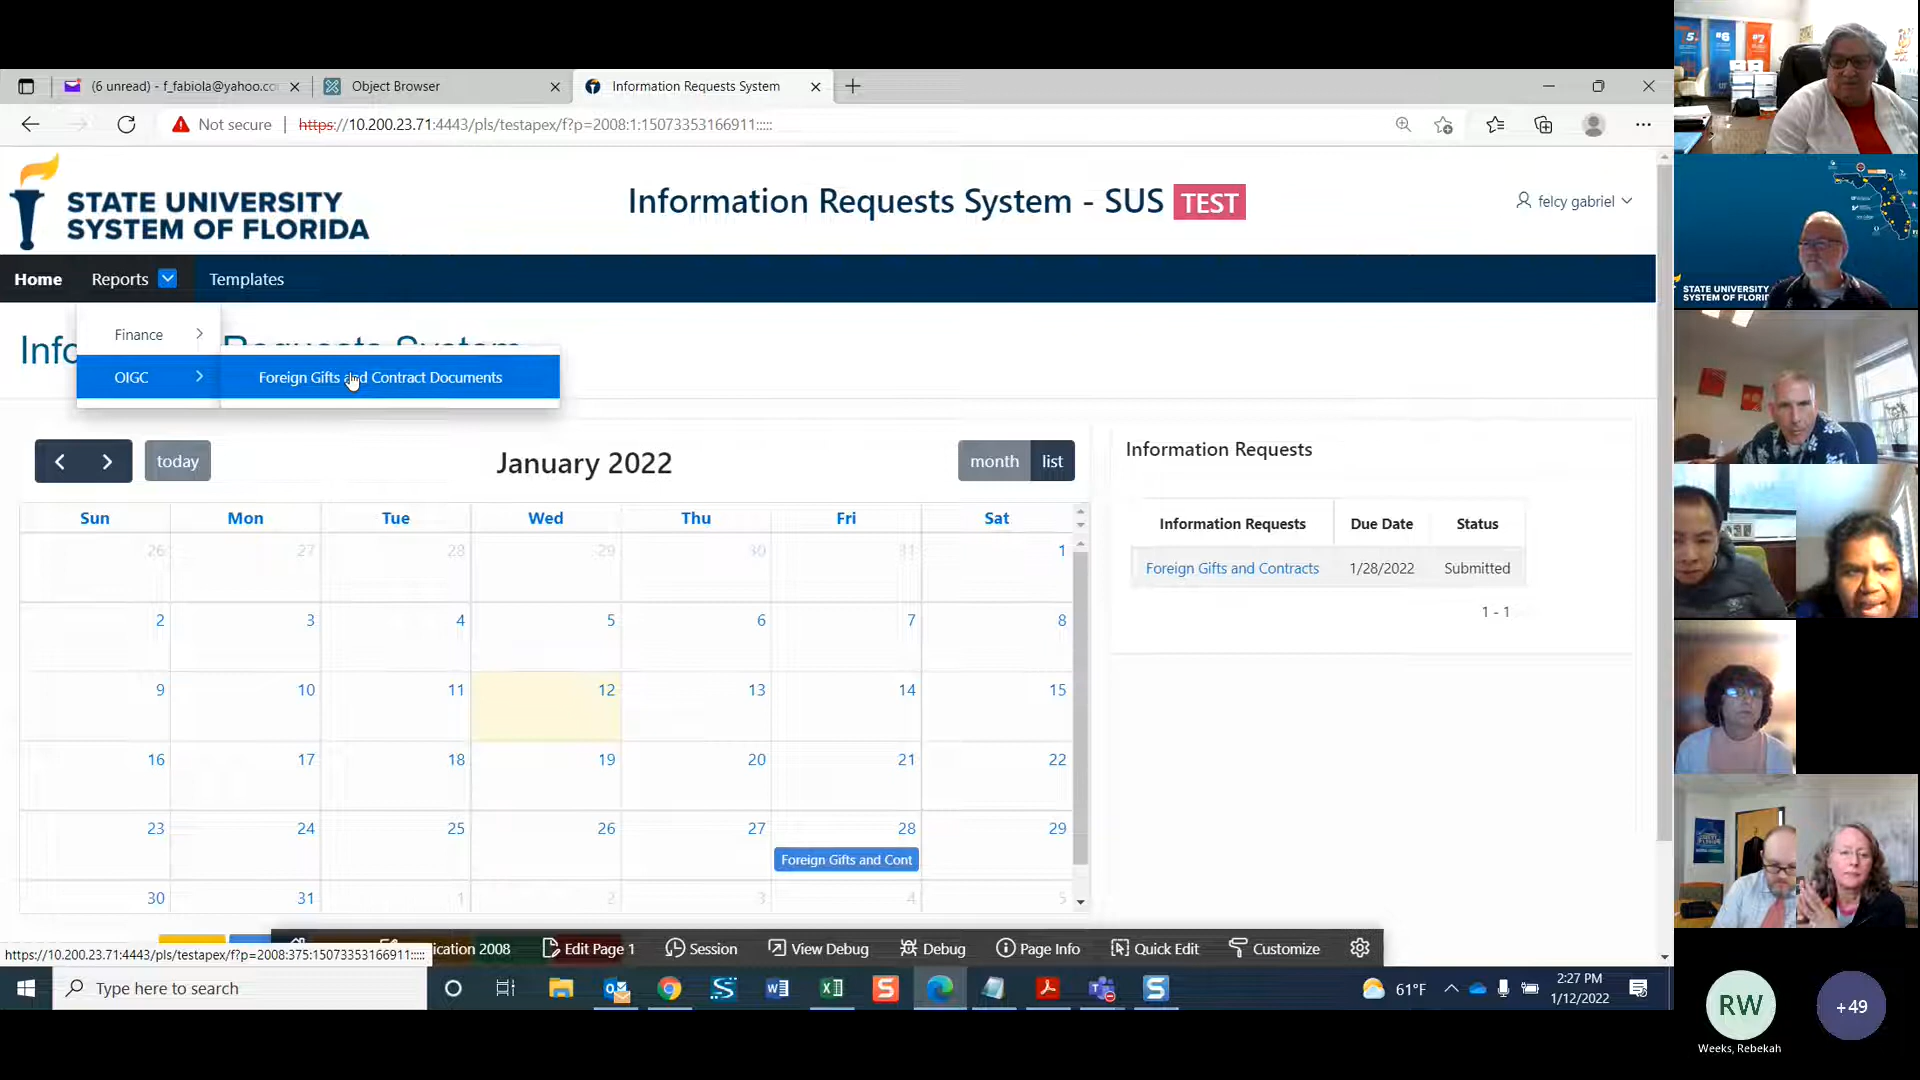 (6 unread) - f_fabiola@yahoo.co
Object Browser
Information Requests System
Not secure
https://10.200.23.71:4443/pls/testapex/f?p=2008:1:15073353166911:::::
STATE UNIVERSITY
SYSTEM OF FLORIDA
Information Requests System - SUS TEST
felcy gabriel
Home
Reports
Templates
Finance
OIGC
Foreign Gifts and Contract Documents
today
January 2022
month
list
Sun Mon Tue Wed Thu Fri Sat
26 27 28 29 30 31 1
2 3 4 5 6 7 8
9 10 11 12 13 14 15
16 17 18 19 20 21 22
23 24 25 26 27 28 29
Foreign Gifts and Cont
30 31 1 2 3 4 5
Information Requests
Information Requests Due Date Status
Foreign Gifts and Contracts 1/28/2022 Submitted
1 - 1
ication 2008
Edit Page 1
Session
View Debug
Debug
Page Info
Quick Edit
Customize
https://10.200.23.71:4443/pls/testapex/f?p=2008:375:15073353166911:::::
Type here to search
61°F
2:27 PM
1/12/2022
#6
#7
STATE UNIVERSITY
SYSTEM OF FLORI
RW
Weeks, Rebekah
+49